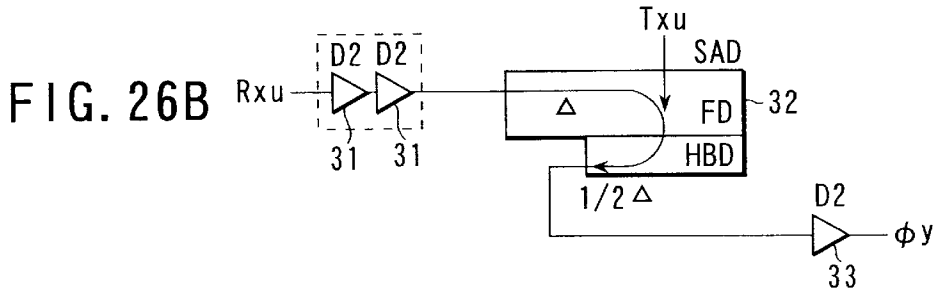 FIG. 26B
Rxu
D2 D2
31 31
Txu
SAD
32
Δ
FD
HBD
1/2 Δ
D2
33
φy